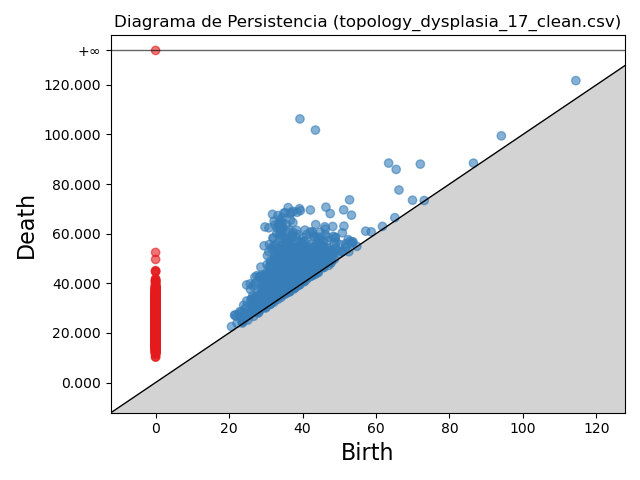 Diagrama de Persistencia (topology_dysplasia_17_clean.csv)
+∞
120.000
100.000
80.000
60.000
40.000
20.000
0.000
Death
0 20 40 60 80 100 120
Birth